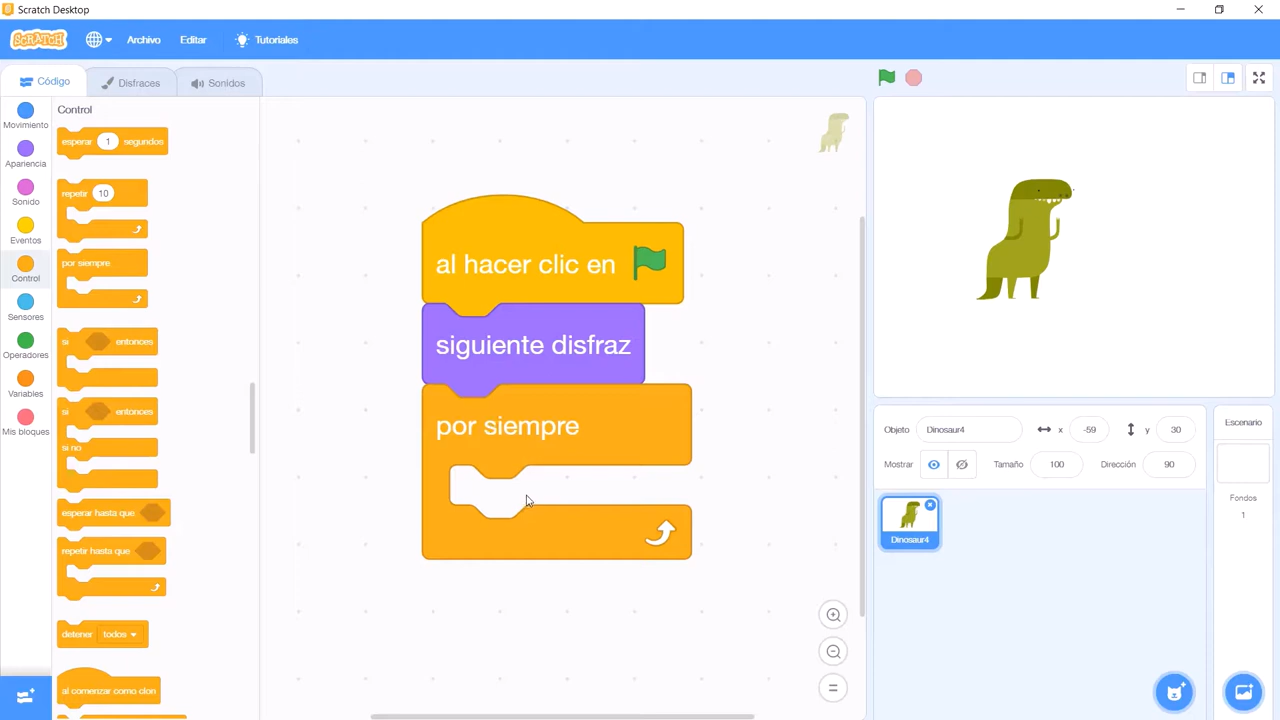 Scratch Desktop
SCRATCH
Archivo
Editar
Tutoriales
Código
Disfraces
Sonidos
Movimiento
Apariencia
Sonido
Eventos
Control
Sensores
Operadores
Variables
Mis bloques
Control
esperar 1 segundos
repetir 10
por siempre
si entonces
si entonces
si no
esperar hasta que
repetir hasta que
detener todos
al comenzar como clon
al hacer clic en
siguiente disfraz
por siempre
Objeto Dinosaur4 x -59 y 30
Mostrar Tamaño 100 Dirección 90
Dinosaur4
Escenario
Fondos
1